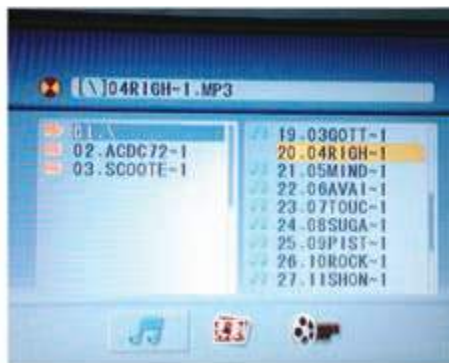 [\]04RIGH~1.MP3
01.\
02.ACDC72~1
03.SCOOTE~1
19.03GOTT~1
20.04RIGH~1
21.05MIND~1
22.06AVAI~1
23.07TOUC~1
24.08SUGA~1
25.09PIST~1
26.10ROCK~1
27.11SHON~1